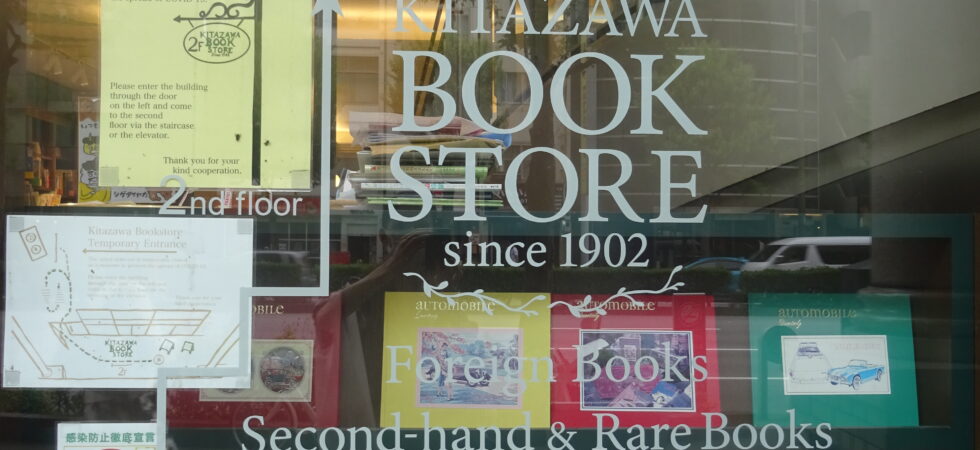 KITAZAWA
BOOK
STORE
since 1902
Foreign Books
Second-hand & Rare Books
2nd floor
KITAZAWA
BOOK
2F STORE
Please enter the building
through the door
on the left and come
to the second
floor via the staircase
or the elevator.
Thank you for your
kind cooperation.
Kitazawa Bookstore
Temporary Entrance
KITAZAWA
BOOK
STORE
2F
感染防止徹底宣言
AUTOMOBILE
Quarterly
AUTOMOBILE
AUTOMOBILE
Quarterly